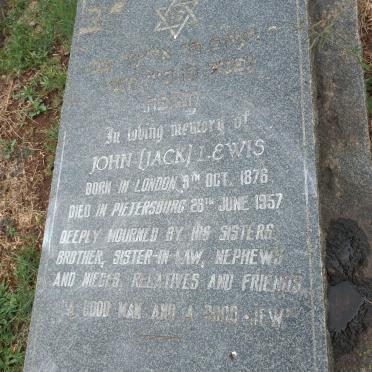 In loving memory of
JOHN (JACK) LEWIS
BORN IN LONDON 9TH OCT. 1876
DIED IN PIETERSBURG 26TH JUNE 1957
DEEPLY MOURNED BY HIS SISTERS,
BROTHER, SISTER-IN-LAW, NEPHEWS
AND NIECES, RELATIVES AND FRIENDS
"A GOOD MAN AND A GOOD JEW"